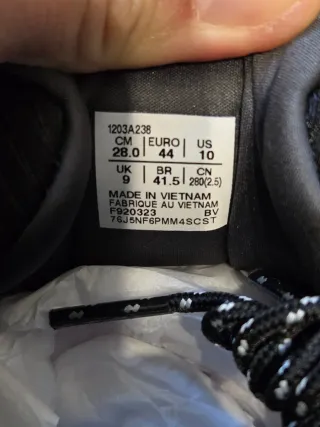 1203A238
CM EURO US
28.0 44 10
UK BR CN
9 41.5 280(2.5)
MADE IN VIETNAM
FABRIQUE AU VIETNAM
F920323 BV
76J5NF6PMM4SCST